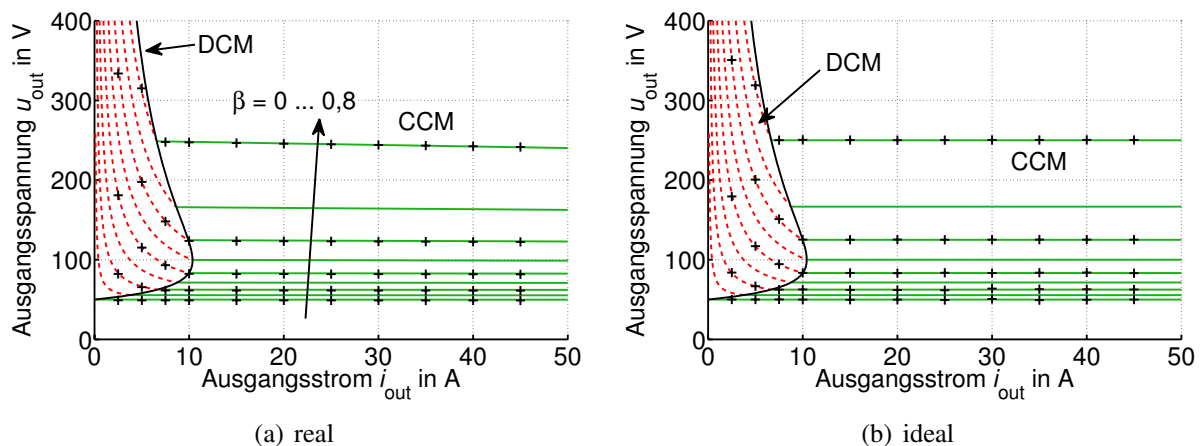 Ausgangsspannung u_out in V
400
300
200
100
0
DCM
β = 0 ... 0,8
CCM
0 10 20 30 40 50
Ausgangsstrom i_out in A
(a) real
Ausgangsspannung u_out in V
400
300
200
100
0
DCM
CCM
0 10 20 30 40 50
Ausgangsstrom i_out in A
(b) ideal